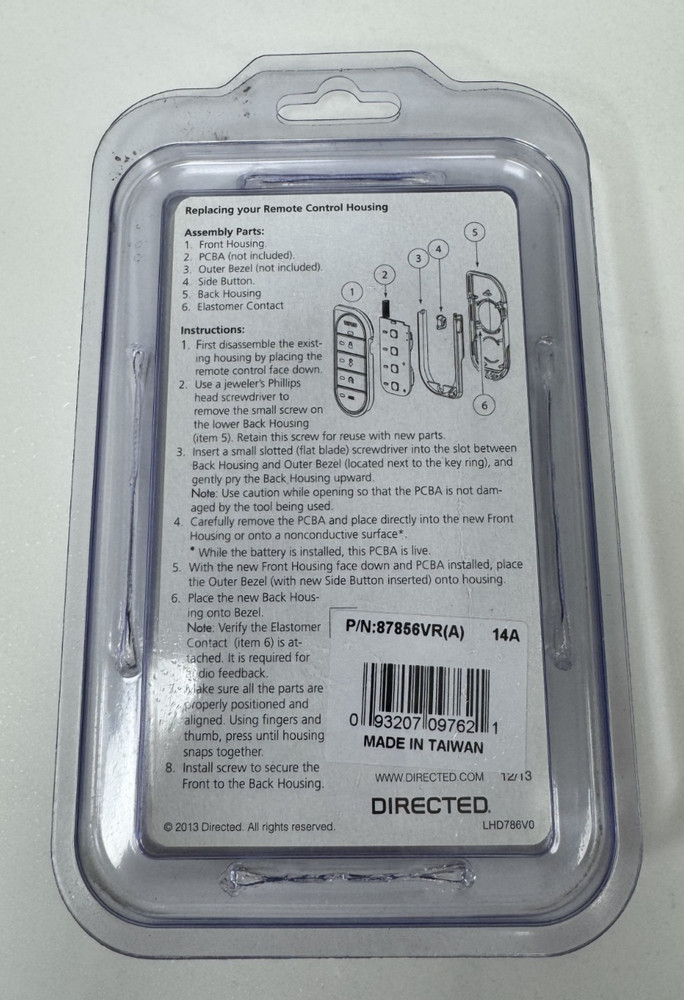 Replacing your Remote Control Housing
Assembly Parts:
1. Front Housing
2. PCBA (not included).
3. Outer Bezel (not included).
4. Side Button.
5. Back Housing
6. Elastomer Contact
1
2
3
4
5
6
Instructions:
1. First disassemble the exist-
ing housing by placing the
remote control face down.
2. Use a jeweler's Phillips
head screwdriver to
remove the small screw on
the lower Back Housing
(item 5). Retain this screw for reuse with new parts.
3. Insert a small slotted (flat blade) screwdriver into the slot between
Back Housing and Outer Bezel (located next to the key ring), and
gently pry the Back Housing upward.
Note: Use caution while opening so that the PCBA is not dam-
aged by the tool being used.
4. Carefully remove the PCBA and place directly into the new Front
Housing or onto a nonconductive surface*.
* While the battery is installed, this PCBA is live.
5. With the new Front Housing face down and PCBA installed, place
the Outer Bezel (with new Side Button inserted) onto housing.
6. Place the new Back Hous-
ing onto Bezel.
Note: Verify the Elastomer
Contact (item 6) is at-
tached. It is required for
audio feedback.
7. Make sure all the parts are
properly positioned and
aligned. Using fingers and
thumb, press until housing
snaps together.
8. Install screw to secure the
Front to the Back Housing.
P/N:87856VR(A) 14A
0 93207 09762 1
MADE IN TAIWAN
WWW.DIRECTED.COM 12/13
DIRECTED
© 2013 Directed. All rights reserved. LHD786V0